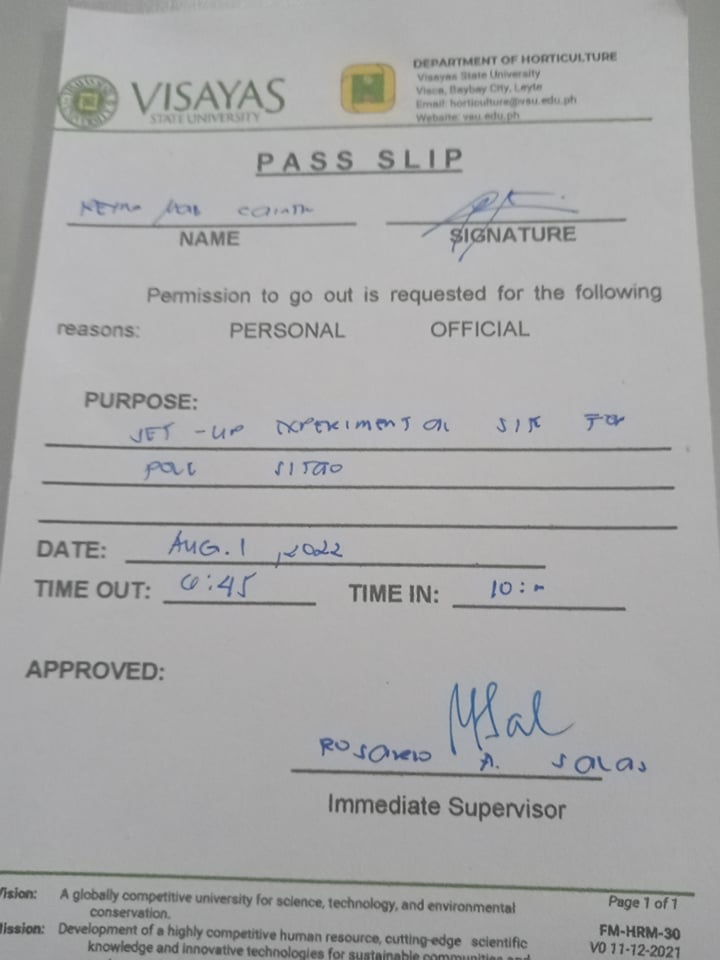 VISAYAS
STATE UNIVERSITY
DEPARTMENT OF HORTICULTURE
Visayas State University
Visca, Baybay City, Leyte
Email: horticulture@vsu.edu.ph
Website: vsu.edu.ph
PASS SLIP
NAME
SIGNATURE
Permission to go out is requested for the following
reasons: PERSONAL OFFICIAL
PURPOSE:
SET-UP EXPERIMENTAL SITE FOR
POLE SITAO
DATE: AUG. 1, 2022
TIME OUT: 6:45 TIME IN: 10:
APPROVED:
ROSARIO A. SALAS
Immediate Supervisor
Vision: A globally competitive university for science, technology, and environmental
conservation.
Page 1 of 1
Mission: Development of a highly competitive human resource, cutting-edge scientific
knowledge and innovative technologies for sustainable communities and
FM-HRM-30
V0 11-12-2021